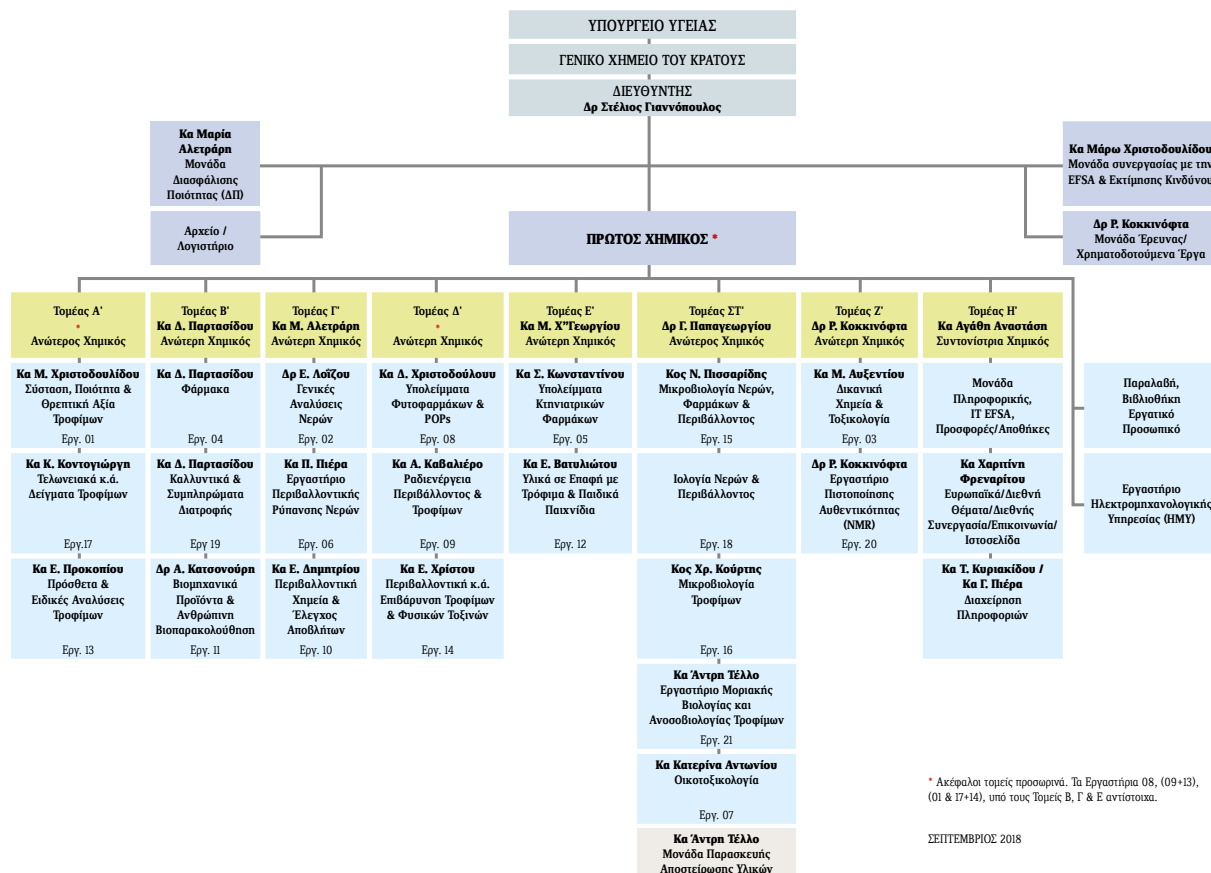 ΥΠΟΥΡΓΕΙΟ ΥΓΕΙΑΣ
ΓΕΝΙΚΟ ΧΗΜΕΙΟ ΤΟΥ ΚΡΑΤΟΥΣ
ΔΙΕΥΘΥΝΤΗΣ
Δρ Στέλιος Γιαννόπουλος
Κα Μαρία
Αλετράρη
Μονάδα
Διασφάλισης
Ποιότητας (ΔΠ)
Κα Μάρω Χριστοδουλίδου
Μονάδα συνεργασίας με την
EFSA & Εκτίμησης Κινδύνου
Αρχείο /
Λογιστήριο
ΠΡΩΤΟΣ ΧΗΜΙΚΟΣ *
Δρ Ρ. Κοκκινόφτα
Μονάδα Έρευνας/
Χρηματοδοτούμενα Έργα
Τομέας Α'
*
Ανώτερος Χημικός
Τομέας Β'
Κα Δ. Παρτασίδου
Ανώτερη Χημικός
Τομέας Γ'
Κα Μ. Αλετράρη
Ανώτερη Χημικός
Τομέας Δ'
*
Ανώτερη Χημικός
Τομέας Ε'
Κα Μ. Χ"Γεωργίου
Ανώτερη Χημικός
Τομέας ΣΤ'
Δρ Γ. Παπαγεωργίου
Ανώτερος Χημικός
Τομέας Ζ'
Δρ Ρ. Κοκκινόφτα
Ανώτερη Χημικός
Τομέας Η'
Κα Αγάθη Αναστάση
Συντονίστρια Χημικός
Κα Μ. Χριστοδουλίδου
Σύσταση, Ποιότητα &
Θρεπτική Αξία
Τροφίμων
Εργ. 01
Κα Δ. Παρτασίδου
Φάρμακα
Εργ. 04
Δρ Ε. Λοΐζου
Γενικές
Αναλύσεις
Νερών
Εργ. 02
Κα Δ. Χριστοδούλουυ
Υπολείμματα
Φυτοφαρμάκων &
POPs
Εργ. 08
Κα Σ. Κωνσταντίνου
Υπολείμματα
Κτηνιατρικών
Φαρμάκων
Εργ. 05
Κος Ν. Πισσαρίδης
Μικροβιολογία Νερών,
Φαρμάκων &
Περιβάλλοντος
Εργ. 15
Κα Μ. Αυξεντίου
Δικανική
Χημεία &
Τοξικολογία
Εργ. 03
Μονάδα
Πληροφορικής,
IT EFSA,
Προσφορές/Αποθήκες
Παραλαβή,
Βιβλιοθήκη
Εργατικό
Προσωπικό
Κα Κ. Κοντογιώργη
Τελωνειακά κ.ά.
Δείγματα Τροφίμων
Εργ.17
Κα Δ. Παρτασίδου
Καλλυντικά &
Συμπληρώματα
Διατροφής
Εργ 19
Κα Π. Πιέρα
Εργαστήριο
Περιβαλλοντικής
Ρύπανσης Νερών
Εργ. 06
Κα Α. Καβαλιέρο
Ραδιενέργεια
Περιβάλλοντος &
Τροφίμων
Εργ. 09
Κα Ε. Βατυλιώτου
Υλικά σε Επαφή με
Τρόφιμα & Παιδικά
Παιχνίδια
Εργ. 12
Ιολογία Νερών &
Περιβάλλοντος
Εργ. 18
Δρ Ρ. Κοκκινόφτα
Εργαστήριο
Πιστοποίησης
Αυθεντικότητας
(NMR)
Εργ. 20
Κα Χαριτίνη
Φρεναρίτου
Ευρωπαϊκά/Διεθνή
Θέματα/Διεθνής
Συνεργασία/Επικοινωνία/
Ιστοσελίδα
Εργαστήριο
Ηλεκτρομηχανολογικής
Υπηρεσίας (ΗΜΥ)
Κα Ε. Προκοπίου
Πρόσθετα &
Ειδικές Αναλύσεις
Τροφίμων
Εργ. 13
Δρ Α. Κατσονούρη
Βιομηχανικά
Προϊόντα &
Ανθρώπινη
Βιοπαρακολούθηση
Εργ. 11
Κα Ε. Δημητρίου
Περιβαλλοντική
Χημεία &
Έλεγχος
Αποβλήτων
Εργ. 10
Κα Ε. Χρίστου
Περιβαλλοντική κ.ά.
Επιβάρυνση Τροφίμων
& Φυσικών Τοξινών
Εργ. 14
Κος Χρ. Κούρτης
Μικροβιολογία
Τροφίμων
Εργ. 16
Κα Τ. Κυριακίδου /
Κα Γ. Πιέρα
Διαχείρηση
Πληροφοριών
Κα Άντρη Τέλλο
Εργαστήριο Μοριακής
Βιολογίας και
Ανοσοβιολογίας Τροφίμων
Εργ. 21
Κα Κατερίνα Αντωνίου
Οικοτοξικολογία
Εργ. 07
Κα Άντρη Τέλλο
Μονάδα Παρασκευής
Αποστείρωσης Υλικών
* Ακέφαλοι τομείς προσωρινά. Τα Εργαστήρια 08, (09+13),
(01 & 17+14), υπό τους Τομείς Β, Γ & Ε αντίστοιχα.
ΣΕΠΤΕΜΒΡΙΟΣ 2018